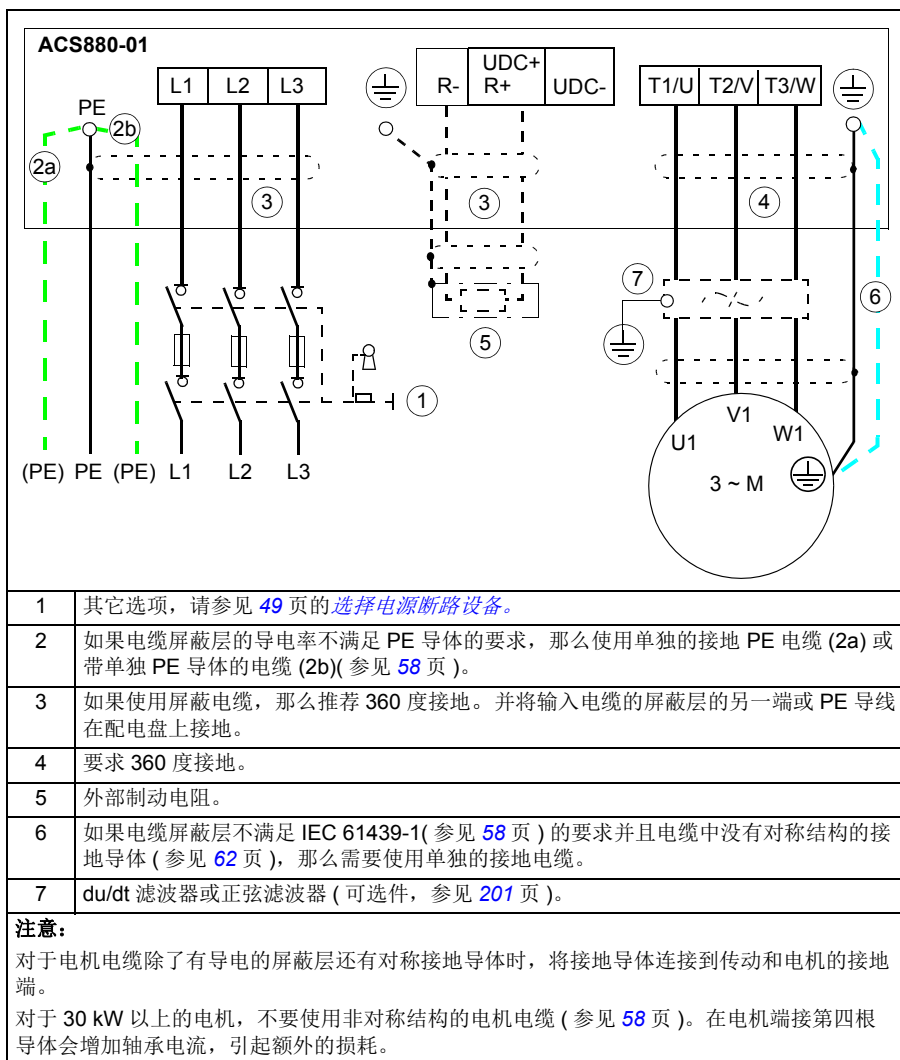 ACS880-01
L1 L2 L3
R- UDC+ R+ UDC-
T1/U T2/V T3/W
PE
2a 2b
3 3 4
7
6
5
1
U1 V1 W1
3 ~ M
(PE) PE (PE) L1 L2 L3
1 其它选项，请参见 49 页的选择电源断路设备。
2 如果电缆屏蔽层的导电率不满足 PE 导体的要求，那么使用单独的接地 PE 电缆 (2a) 或
带单独 PE 导体的电缆 (2b)( 参见 58 页 )。
3 如果使用屏蔽电缆，那么推荐 360 度接地。并将输入电缆的屏蔽层的另一端或 PE 导线
在配电盘上接地。
4 要求 360 度接地。
5 外部制动电阻。
6 如果电缆屏蔽层不满足 IEC 61439-1( 参见 58 页 ) 的要求并且电缆中没有对称结构的接
地导体 ( 参见 62 页 )，那么需要使用单独的接地电缆。
7 du/dt 滤波器或正弦滤波器 ( 可选件，参见 201 页 )。
注意：
对于电机电缆除了有导电的屏蔽层还有对称接地导体时，将接地导体连接到传动和电机的接地
端。
对于 30 kW 以上的电机，不要使用非对称结构的电机电缆 ( 参见 58 页 )。在电机端接第四根
导体会增加轴承电流，引起额外的损耗。